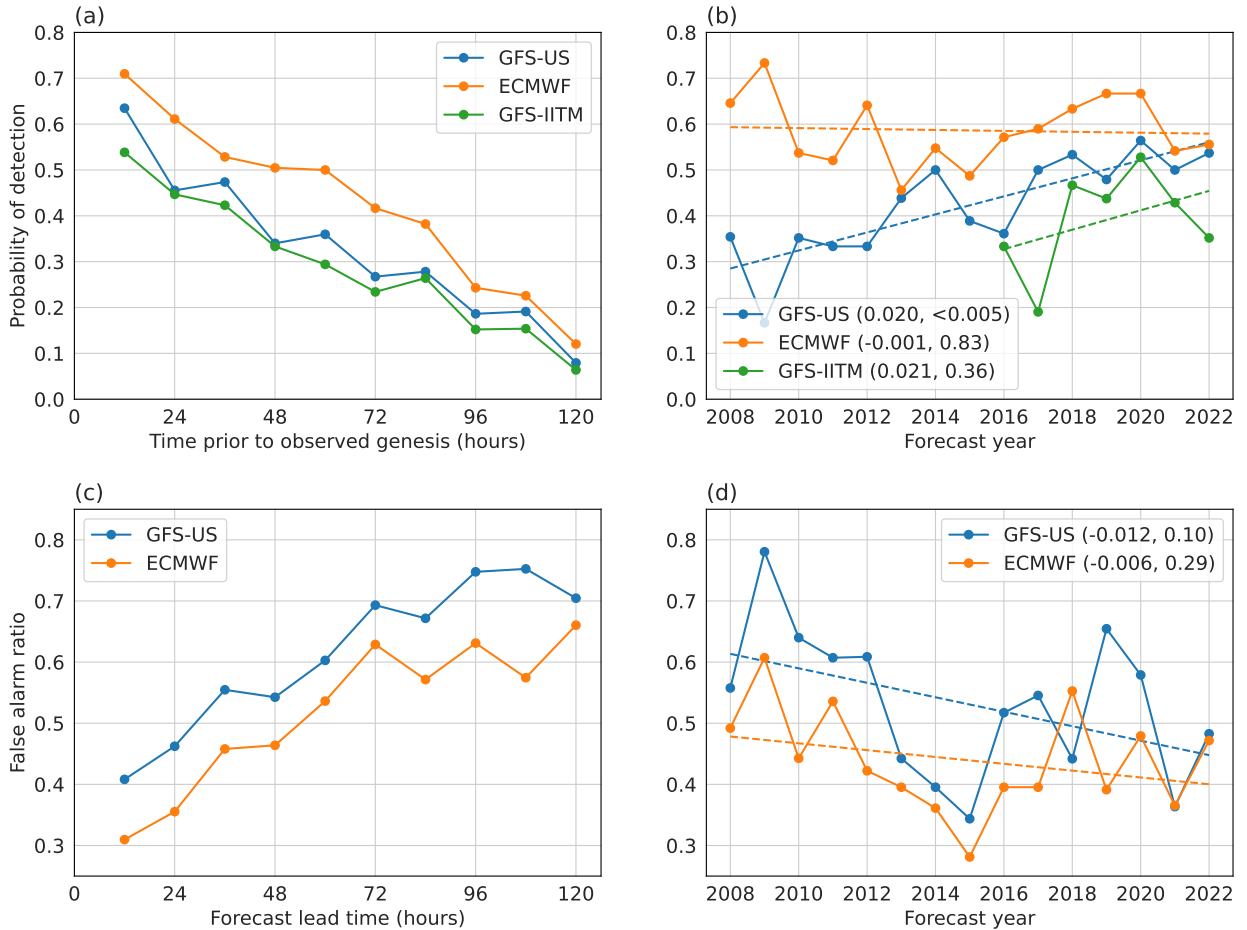 (a)
0.8
0.7
0.6
0.5
0.4
0.3
0.2
0.1
0.0
Probability of detection
GFS-US
ECMWF
GFS-IITM
0 24 48 72 96 120
Time prior to observed genesis (hours)
(b)
0.8
0.7
0.6
0.5
0.4
0.3
0.2
0.1
0.0
GFS-US (0.020, <0.005)
ECMWF (-0.001, 0.83)
GFS-IITM (0.021, 0.36)
2008 2010 2012 2014 2016 2018 2020 2022
Forecast year
(c)
0.8
0.7
0.6
0.5
0.4
0.3
False alarm ratio
GFS-US
ECMWF
0 24 48 72 96 120
Forecast lead time (hours)
(d)
0.8
0.7
0.6
0.5
0.4
0.3
GFS-US (-0.012, 0.10)
ECMWF (-0.006, 0.29)
2008 2010 2012 2014 2016 2018 2020 2022
Forecast year